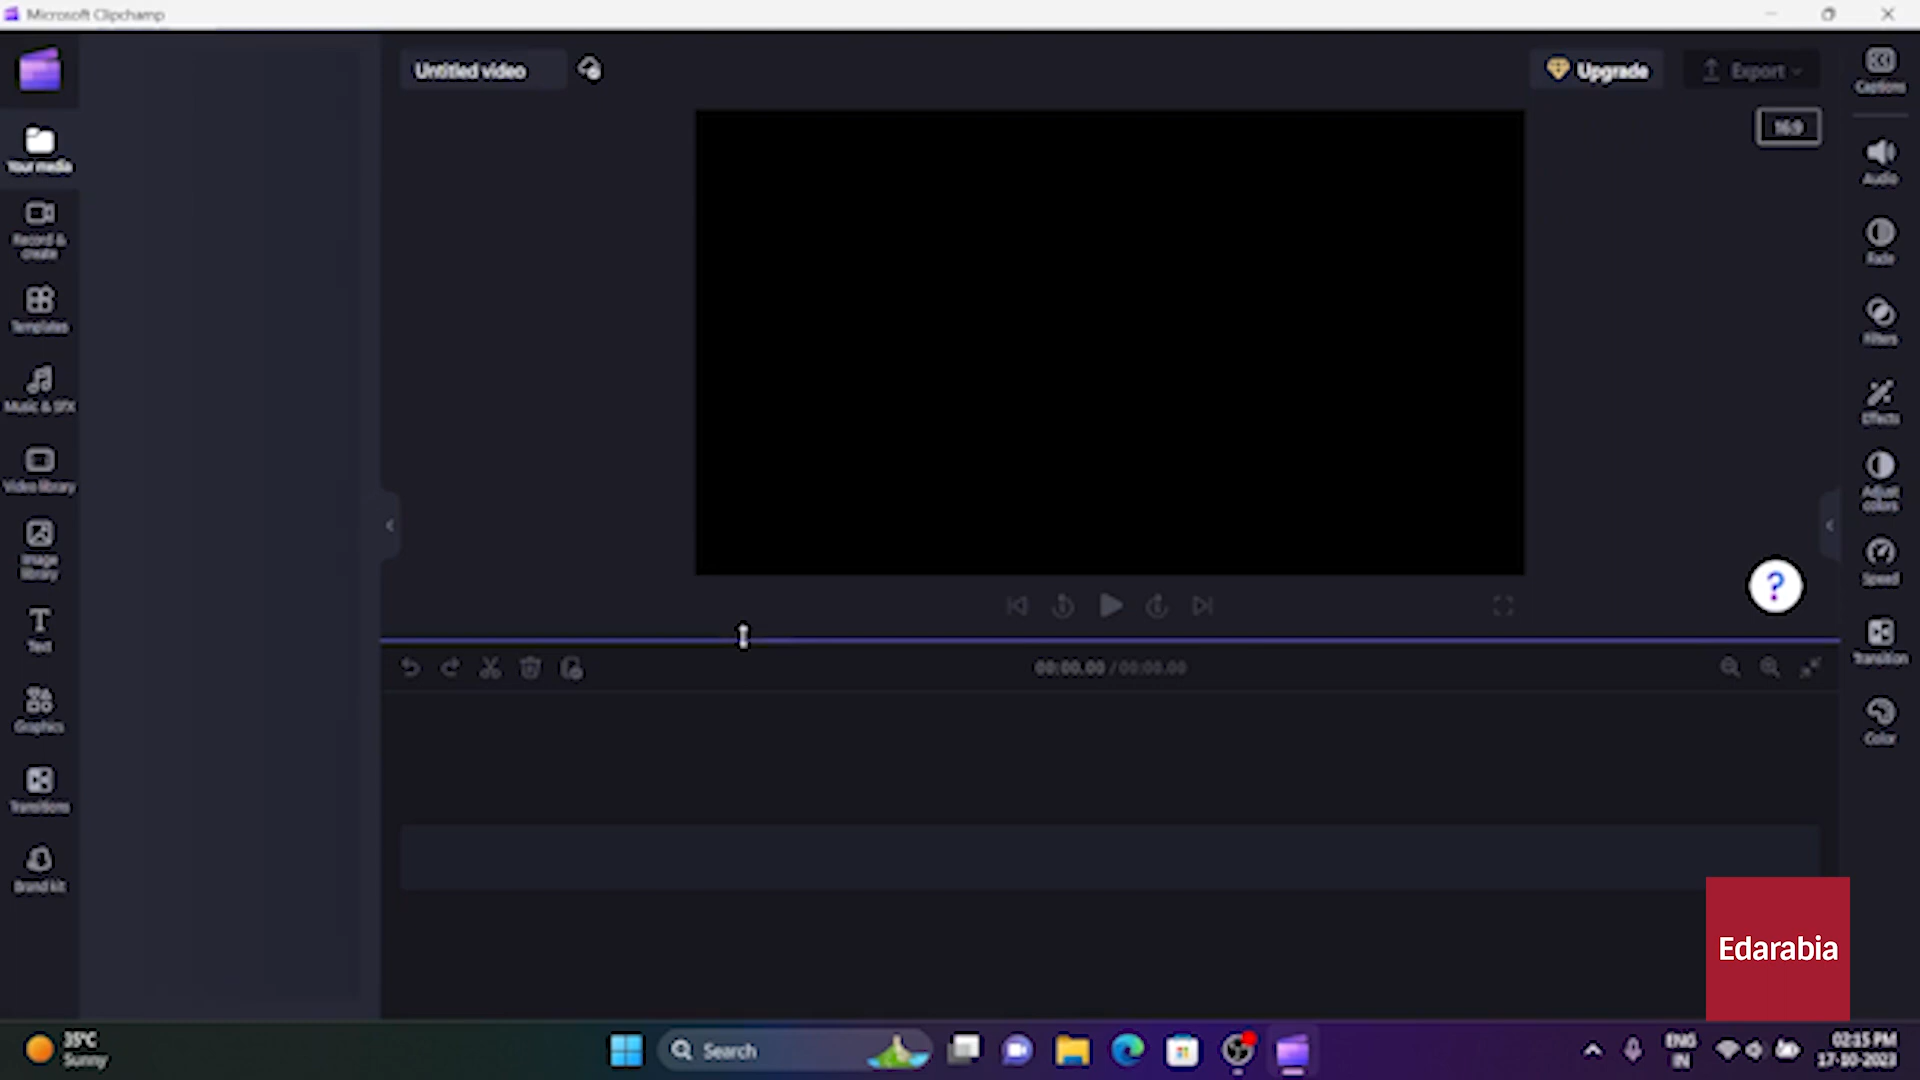 Microsoft Clipchamp
Untitled video
Upgrade
Export
Captions
16:9
Your media
Audio
Record &
create
Fade
Templates
Filters
Music & SFX
Effects
Video library
Adjust
colors
Image
library
Speed
?
Text
Transition
00:00.00 / 00:00.00
Graphics
Color
Transitions
Brand kit
Edarabia
35°C
Sunny
Search
ENG
IN
02:15 PM
17-10-2023